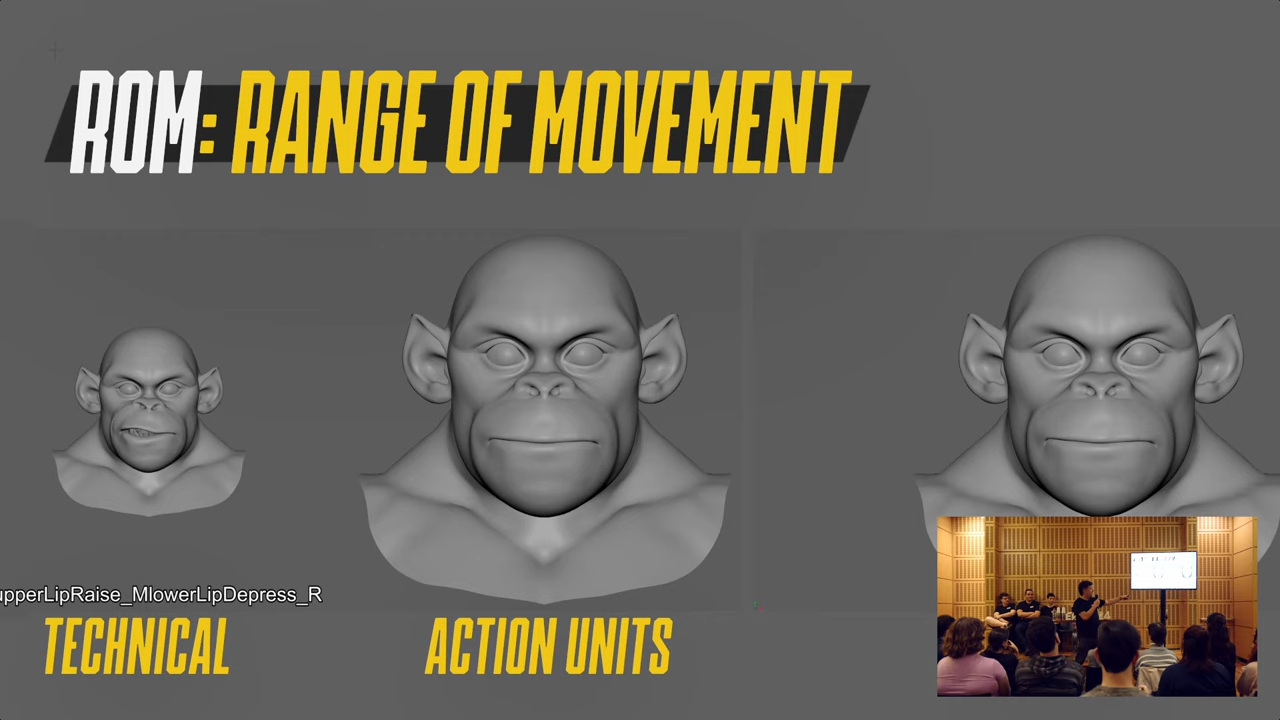 ROM: RANGE OF MOVEMENT
upperLipRaise_MlowerLipDepress_R
TECHNICAL
ACTION UNITS